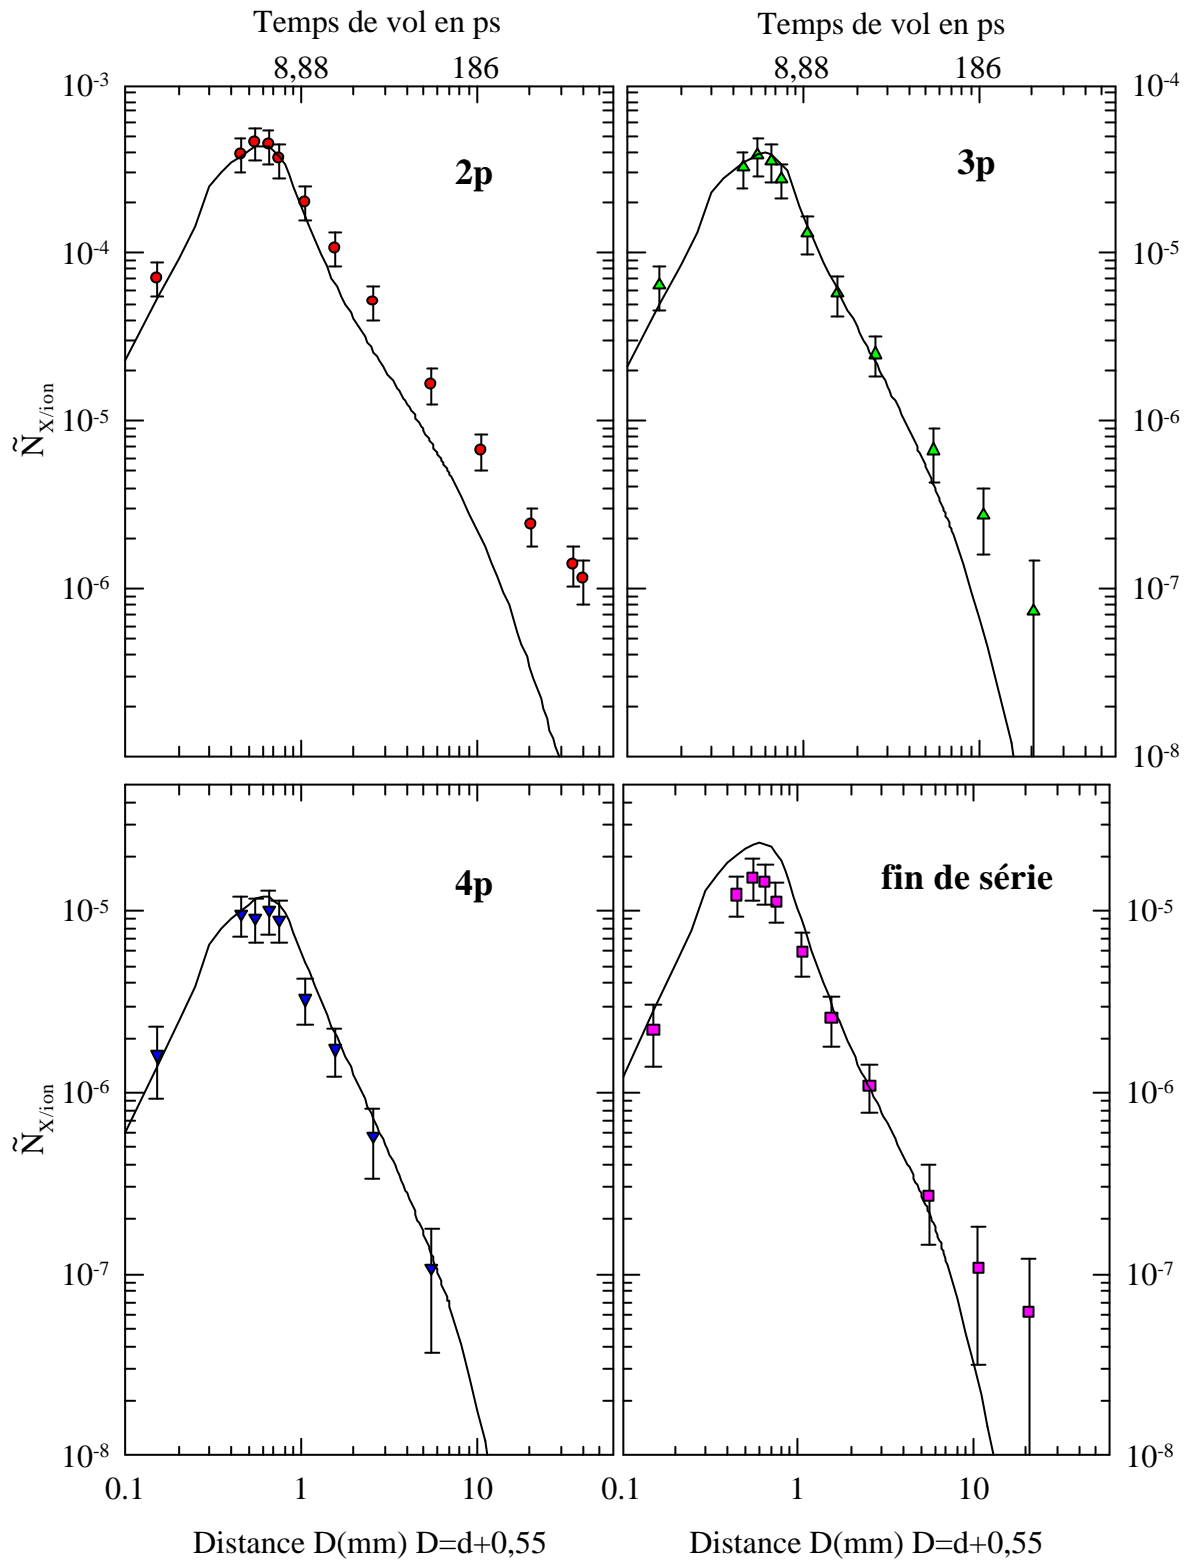 Temps de vol en ps
Temps de vol en ps
8,88 186
8,88 186
10-3
10-4
10-5
10-6
2p
10-4
10-5
10-6
10-7
10-8
3p
ÑX/ion
10-5
10-6
10-7
10-8
4p
fin de série
10-5
10-6
10-7
10-8
ÑX/ion
0.1 1 10
0.1 1 10
Distance D(mm) D=d+0,55
Distance D(mm) D=d+0,55